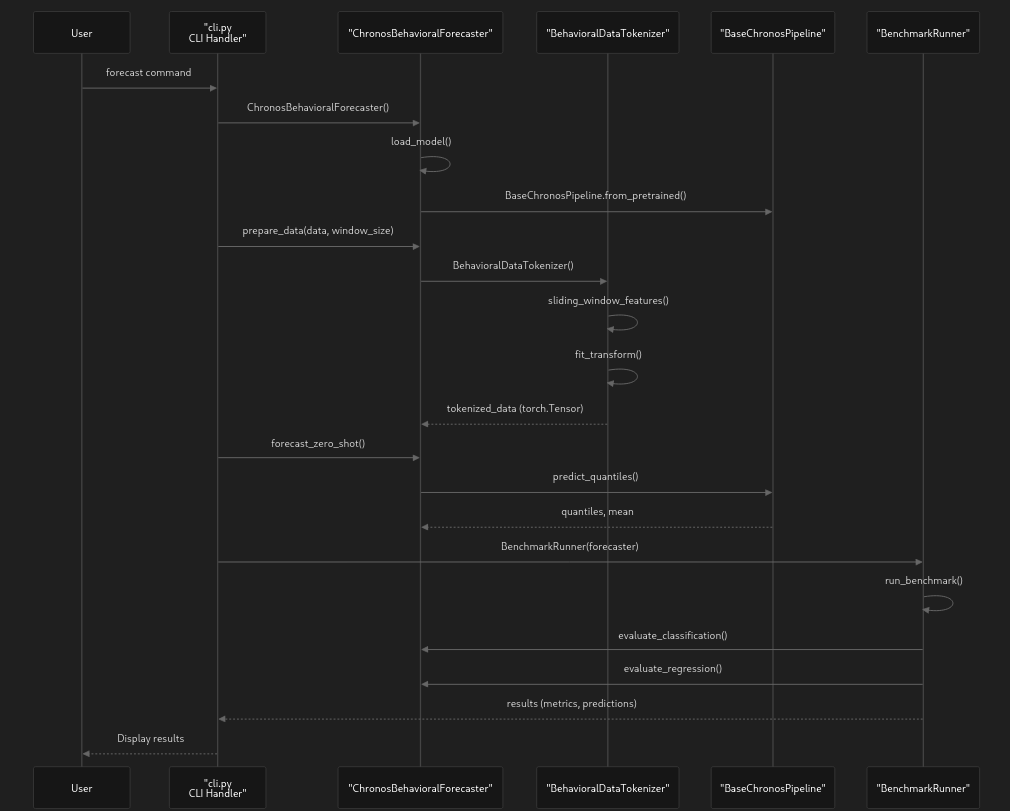 User
"cli.py
CLI Handler"
"ChronosBehavioralForecaster"
"BehavioralDataTokenizer"
"BaseChronosPipeline"
"BenchmarkRunner"
forecast command
ChronosBehavioralForecaster()
load_model()
BaseChronosPipeline.from_pretrained()
prepare_data(data, window_size)
BehavioralDataTokenizer()
sliding_window_features()
fit_transform()
tokenized_data (torch.Tensor)
forecast_zero_shot()
predict_quantiles()
quantiles, mean
BenchmarkRunner(forecaster)
run_benchmark()
evaluate_classification()
evaluate_regression()
results (metrics, predictions)
Display results
User
"cli.py
CLI Handler"
"ChronosBehavioralForecaster"
"BehavioralDataTokenizer"
"BaseChronosPipeline"
"BenchmarkRunner"